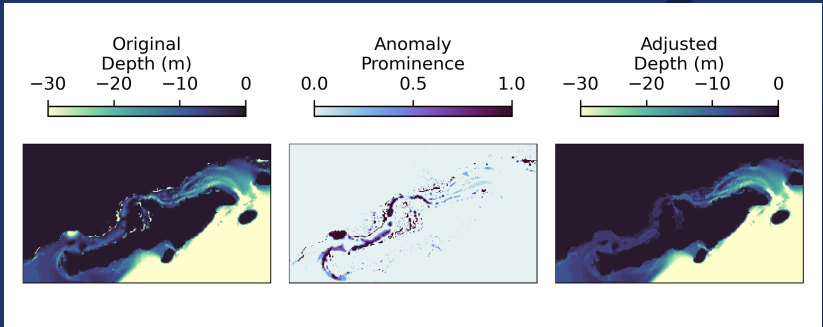 Original
Depth (m)
−30 −20 −10 0
Anomaly
Prominence
0.0 0.5 1.0
Adjusted
Depth (m)
−30 −20 −10 0